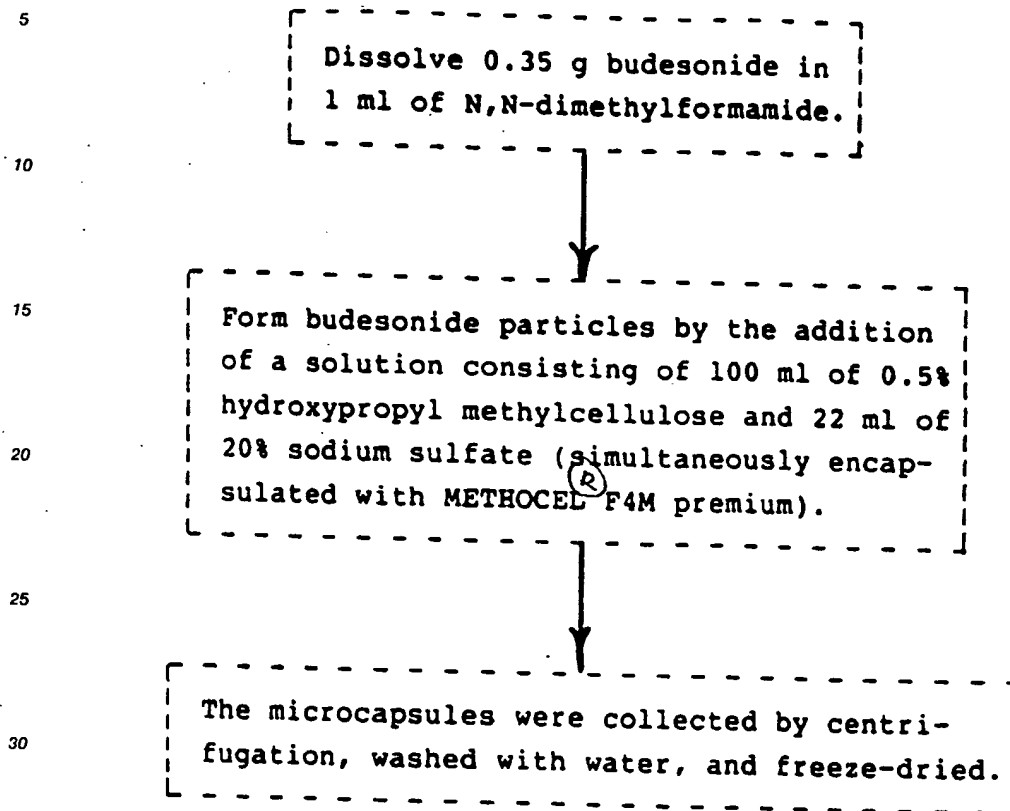 5
Dissolve 0.35 g budesonide in
1 ml of N,N-dimethylformamide.
10
15
Form budesonide particles by the addition
of a solution consisting of 100 ml of 0.5%
hydroxypropyl methylcellulose and 22 ml of
20
20% sodium sulfate (simultaneously encap-
sulated with METHOCEL® F4M premium).
25
The microcapsules were collected by centri-
30
fugation, washed with water, and freeze-dried.